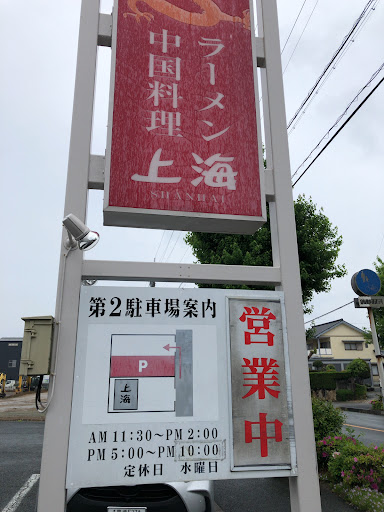 ラーメン
中国料理
上海
SHANHAI
第2駐車場案内
P
上海
AM 11:30～PM 2:00
PM 5:00～PM 10:00
定休日 水曜日
営業中